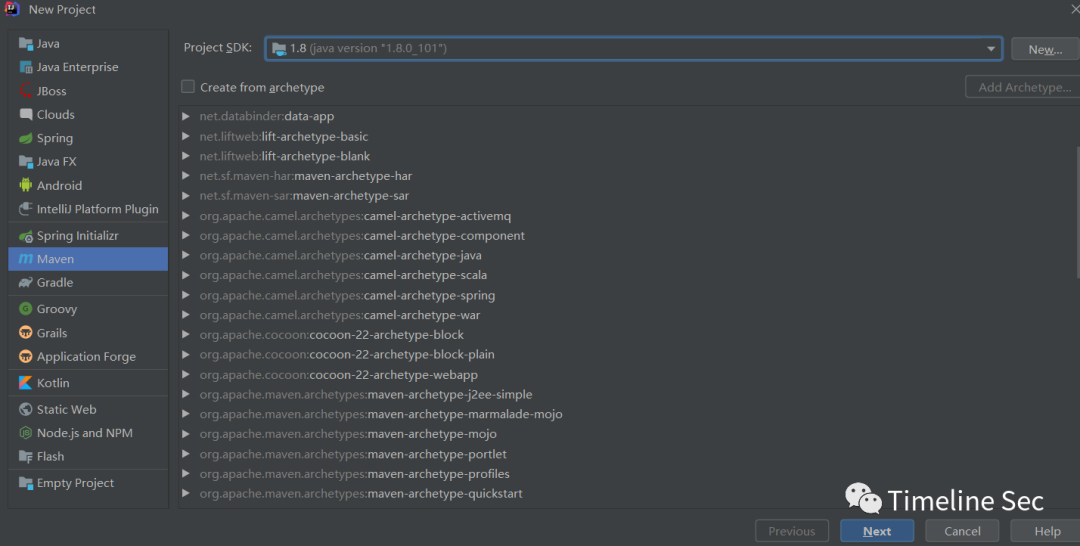 New Project
Java
Java Enterprise
JBoss
Clouds
Spring
Java FX
Android
IntelliJ Platform Plugin
Spring Initializr
Maven
Gradle
Groovy
Grails
Application Forge
Kotlin
Static Web
Node.js and NPM
Flash
Empty Project
Project SDK: 1.8 (java version "1.8.0_101") New...
Create from archetype Add Archetype...
net.databinder:data-app
net.liftweb:lift-archetype-basic
net.liftweb:lift-archetype-blank
net.sf.maven-har:maven-archetype-har
net.sf.maven-sar:maven-archetype-sar
org.apache.camel.archetypes:camel-archetype-activemq
org.apache.camel.archetypes:camel-archetype-component
org.apache.camel.archetypes:camel-archetype-java
org.apache.camel.archetypes:camel-archetype-scala
org.apache.camel.archetypes:camel-archetype-spring
org.apache.camel.archetypes:camel-archetype-war
org.apache.cocoon:cocoon-22-archetype-block
org.apache.cocoon:cocoon-22-archetype-block-plain
org.apache.cocoon:cocoon-22-archetype-webapp
org.apache.maven.archetypes:maven-archetype-j2ee-simple
org.apache.maven.archetypes:maven-archetype-marmalade-mojo
org.apache.maven.archetypes:maven-archetype-mojo
org.apache.maven.archetypes:maven-archetype-portlet
org.apache.maven.archetypes:maven-archetype-profiles
org.apache.maven.archetypes:maven-archetype-quickstart
Timeline Sec
Previous Next Cancel Help